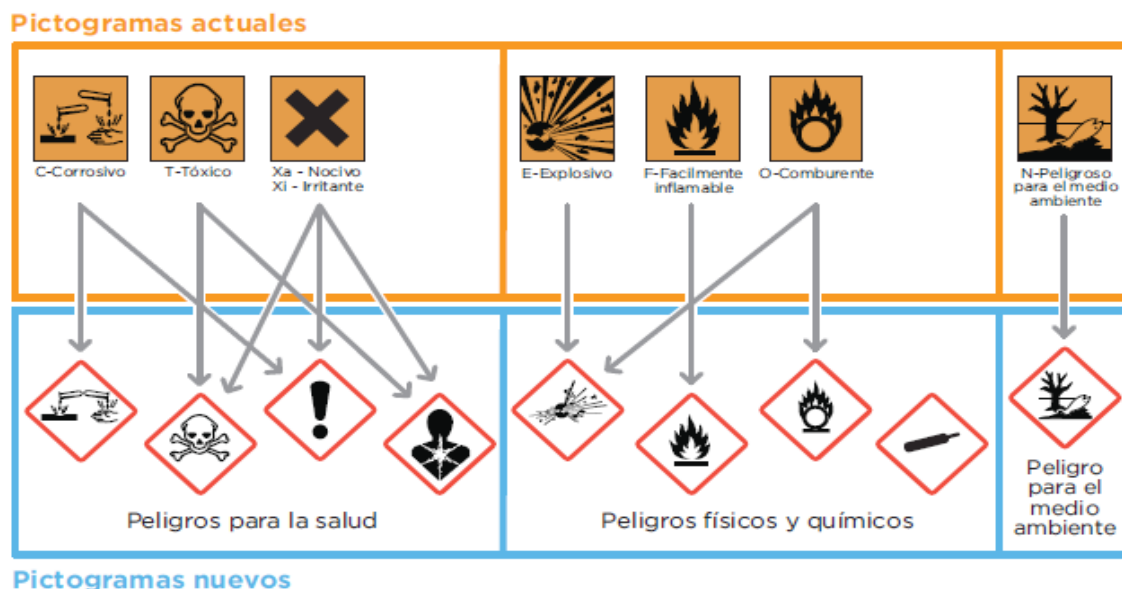 Pictogramas actuales
C-Corrosivo
T-Tóxico
Xa - Nocivo
Xi - Irritante
E-Explosivo
F-Facilmente
inflamable
O-Comburente
N-Peligroso
para el medio
ambiente
Peligros para la salud
Peligros físicos y químicos
Peligro
para el
medio
ambiente
Pictogramas nuevos